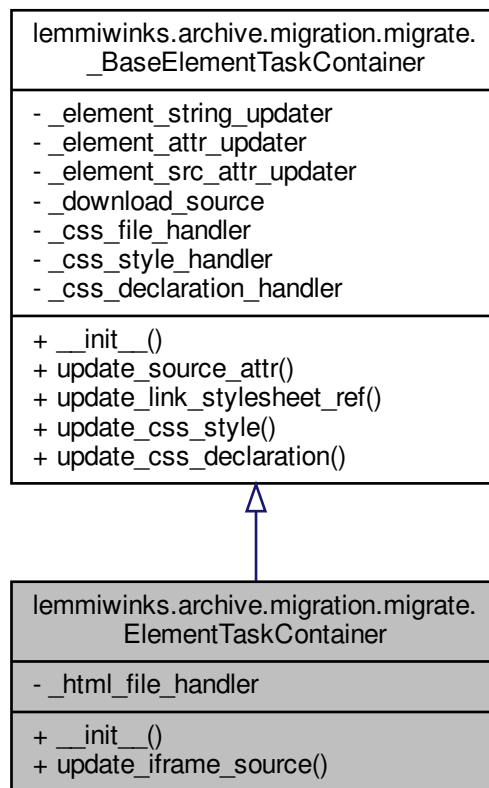 lemmiwinks.archive.migration.migrate.
_BaseElementTaskContainer
- _element_string_updater
- _element_attr_updater
- _element_src_attr_updater
- _download_source
- _css_file_handler
- _css_style_handler
- _css_declaration_handler
+ __init__()
+ update_source_attr()
+ update_link_stylesheet_ref()
+ update_css_style()
+ update_css_declaration()
lemmiwinks.archive.migration.migrate.
ElementTaskContainer
- _html_file_handler
+ __init__()
+ update_iframe_source()